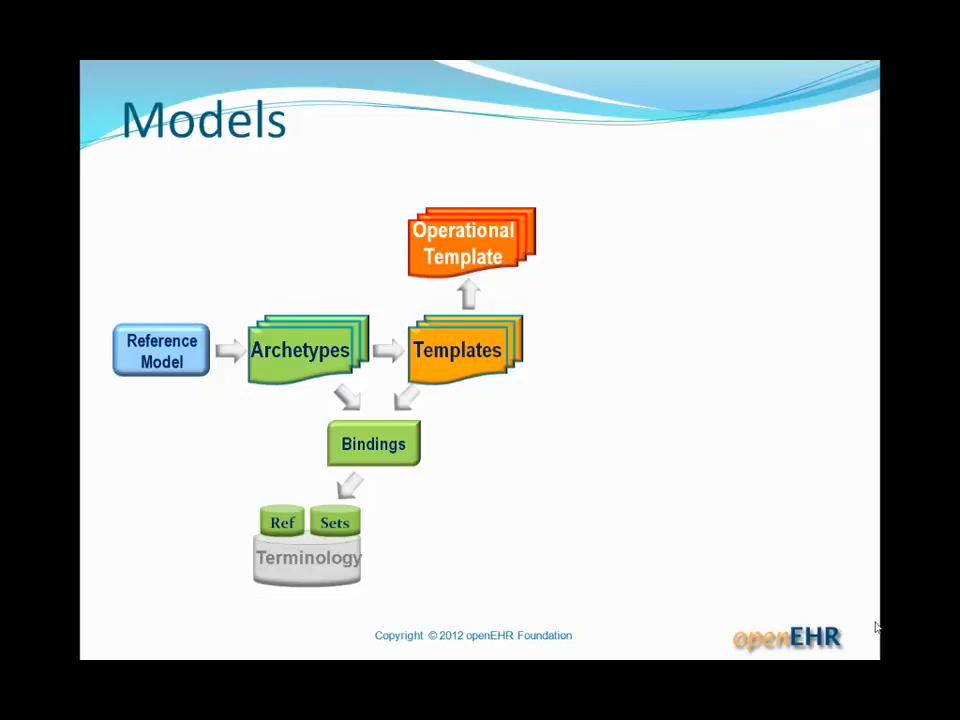 Models
Operational
Template
Reference
Model
Archetypes
Templates
Bindings
Ref
Sets
Terminology
Copyright © 2012 openEHR Foundation
openEHR